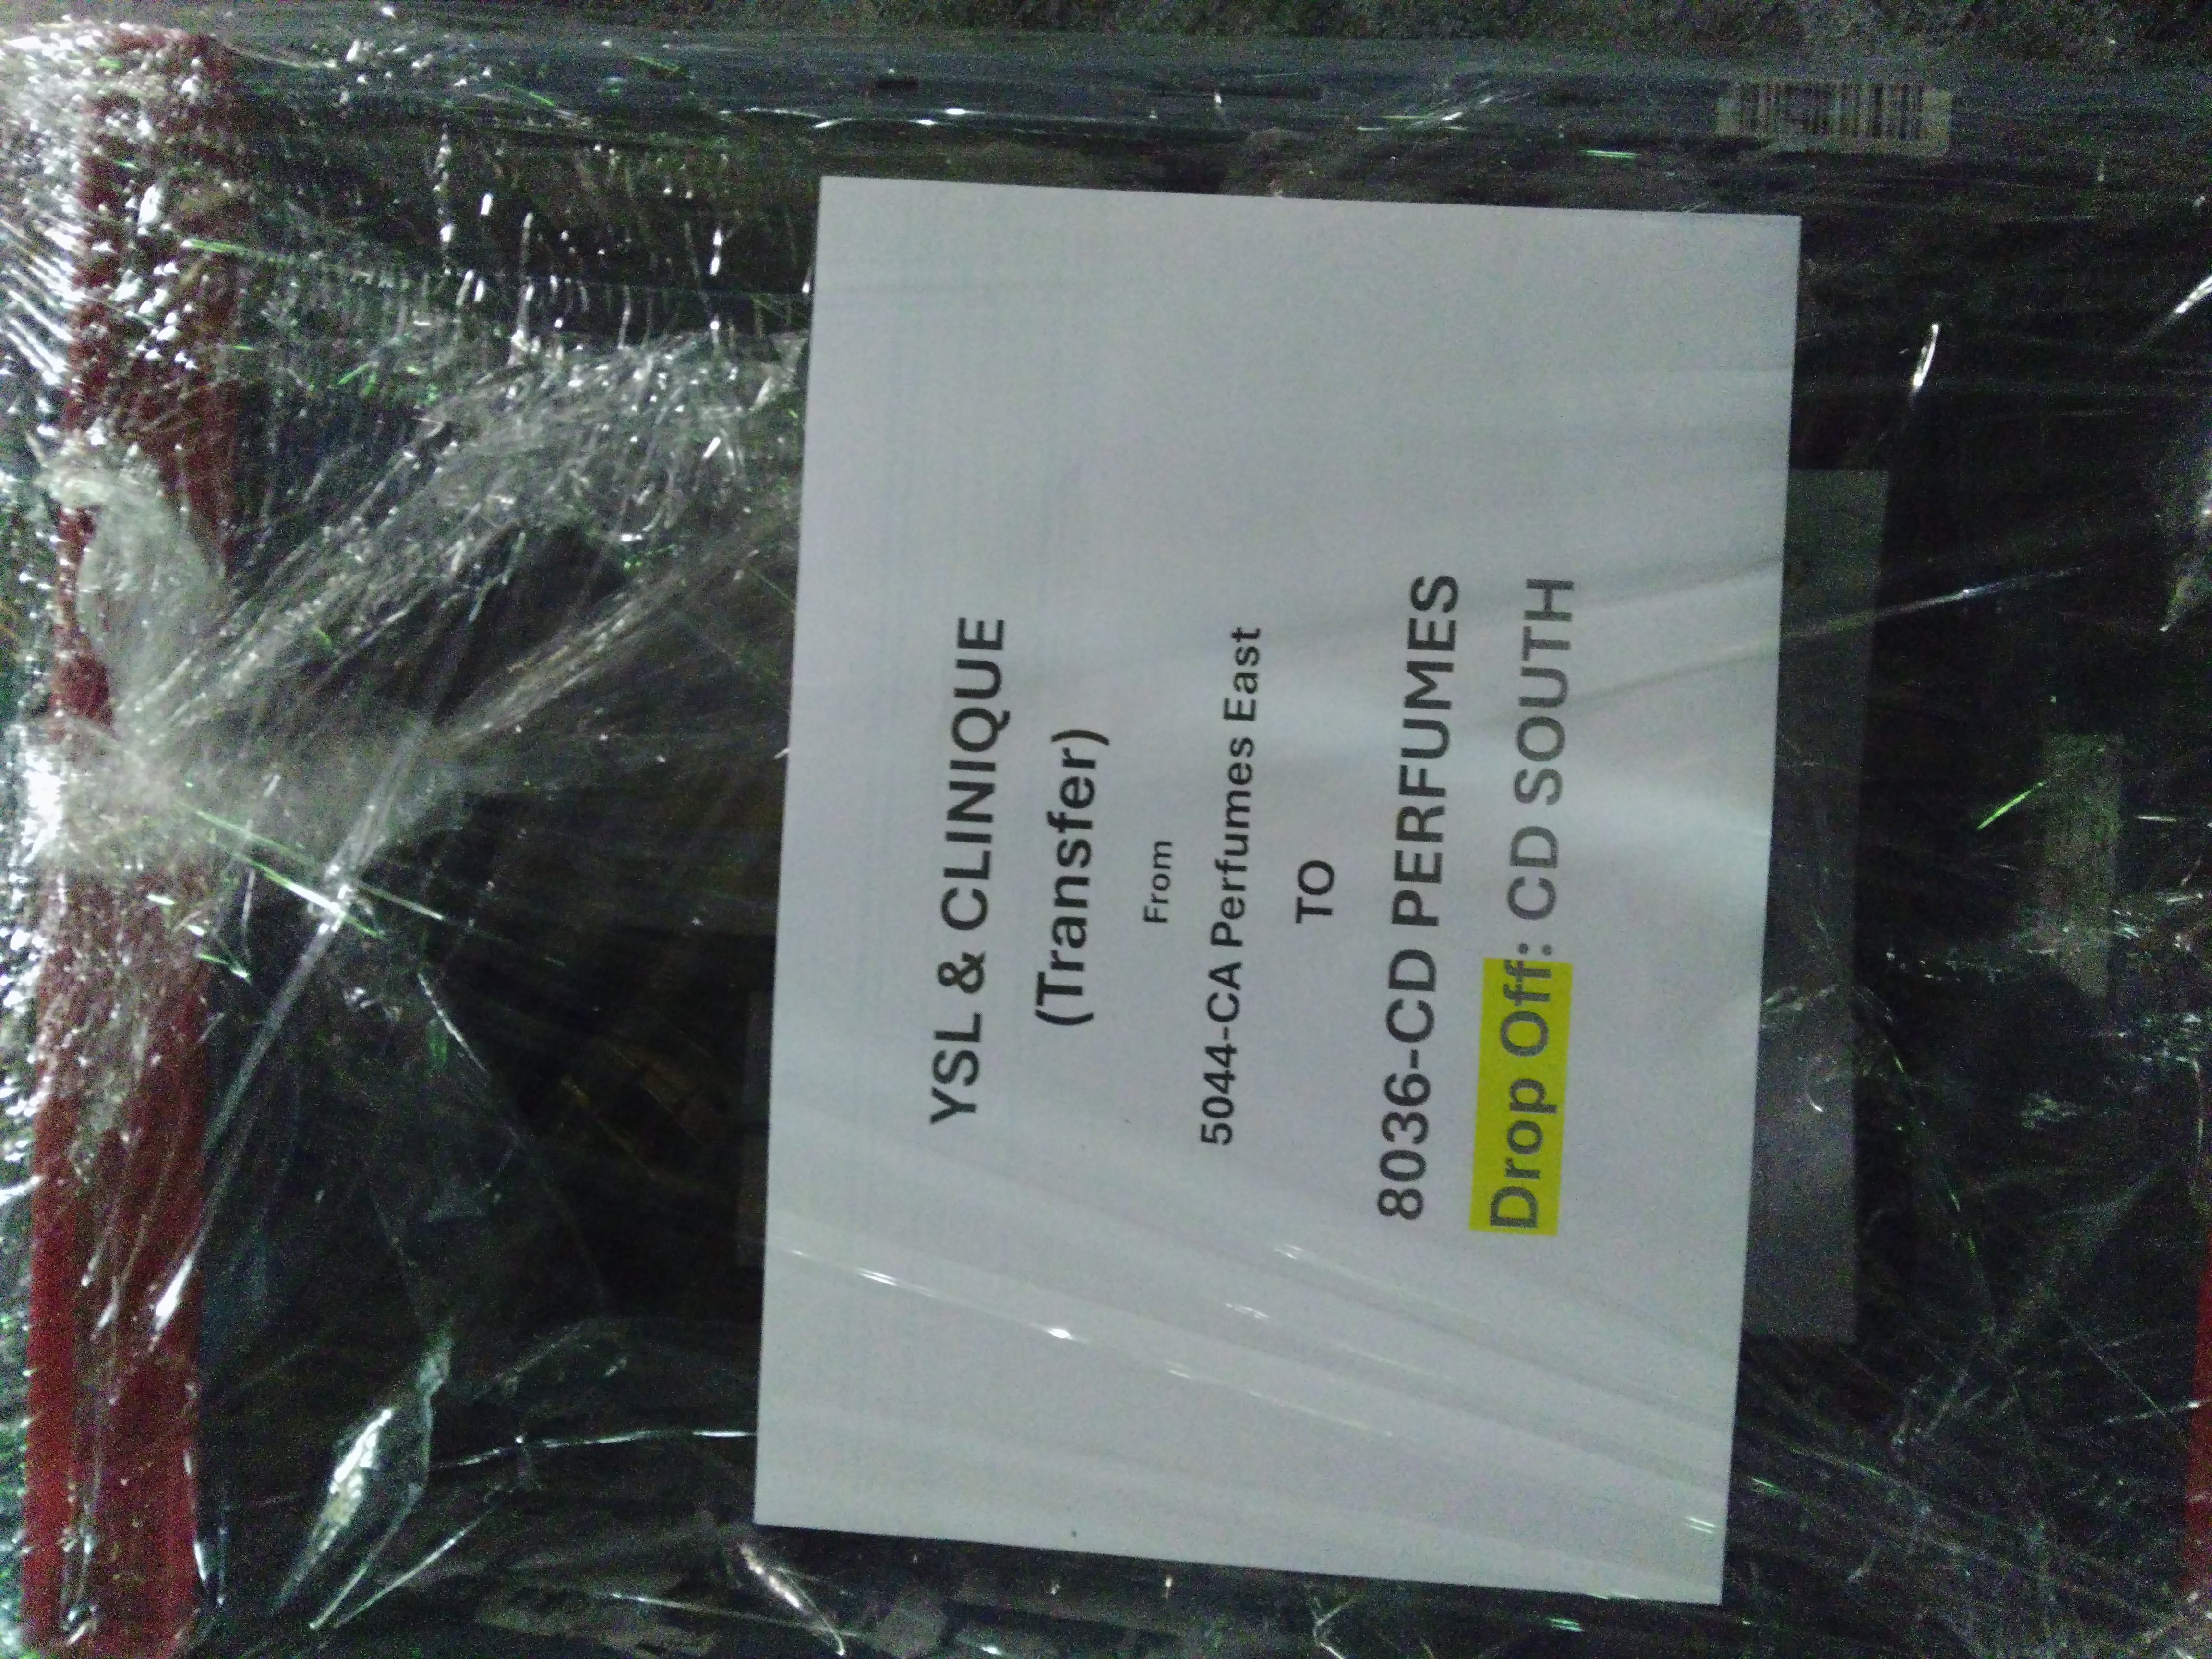 YSL & CLINIQUE
(Transfer)
From
5044-CA Perfumes East
TO
8036-CD PERFUMES
Drop Off: CD SOUTH